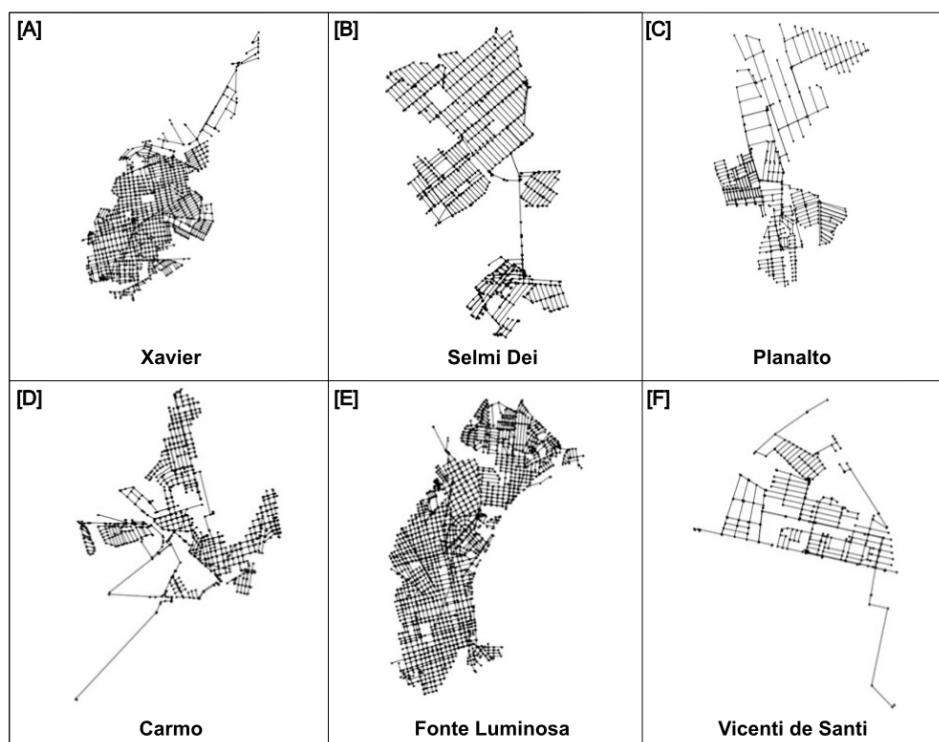 [A]
Xavier
[B]
Selmi Dei
[C]
Planalto
[D]
Carmo
[E]
Fonte Luminosa
[F]
Vicenti de Santi